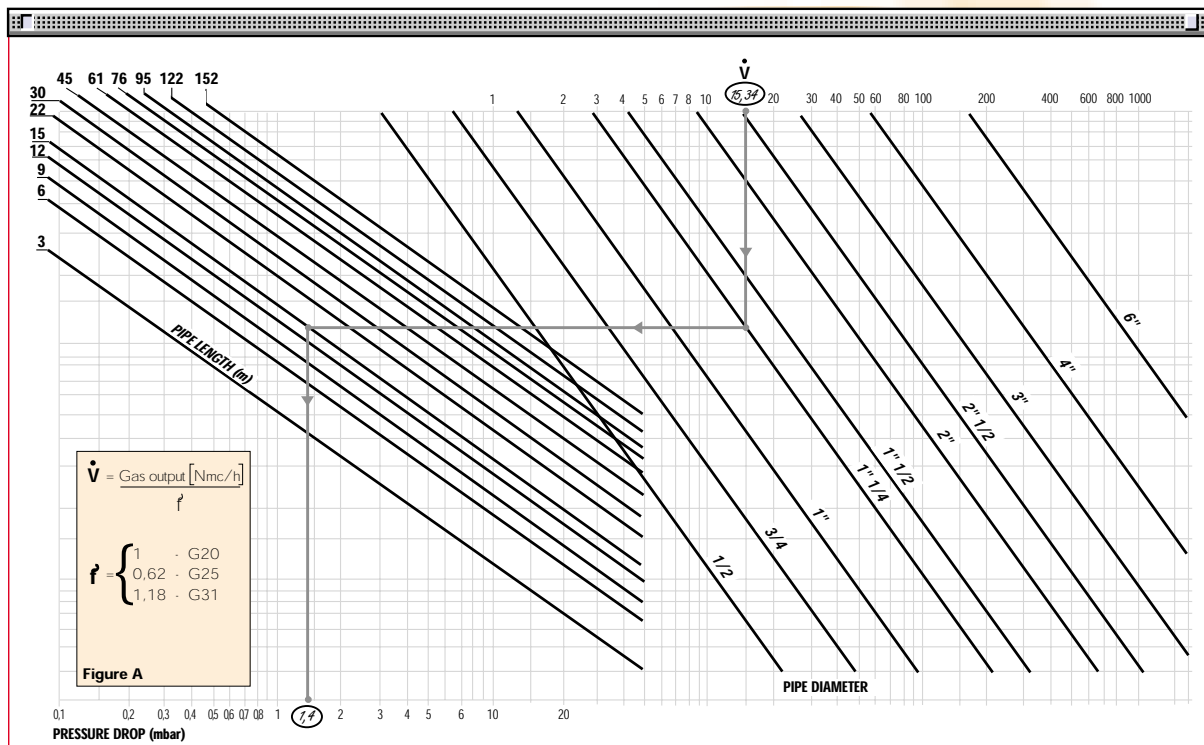 45 61 76 95 122 152
30
22
15
12
9
6
3
V̇
15,34
1 2 3 4 5 6 7 8 10 20 30 40 50 60 80 100 200 400 600 800 1000
PIPE LENGTH (m)
6"
4"
3"
2" 1/2
2"
1" 1/2
1" 1/4
1"
3/4
1/2
V̇ = Gas output [Nmc/h]
f
f = { 1 - G20
0,62 - G25
1,18 - G31
Figure A
PIPE DIAMETER
0,1 0,2 0,3 0,4 0,5 0,6 0,7 0,8 1 1,4 2 3 4 5 6 10 20
PRESSURE DROP (mbar)